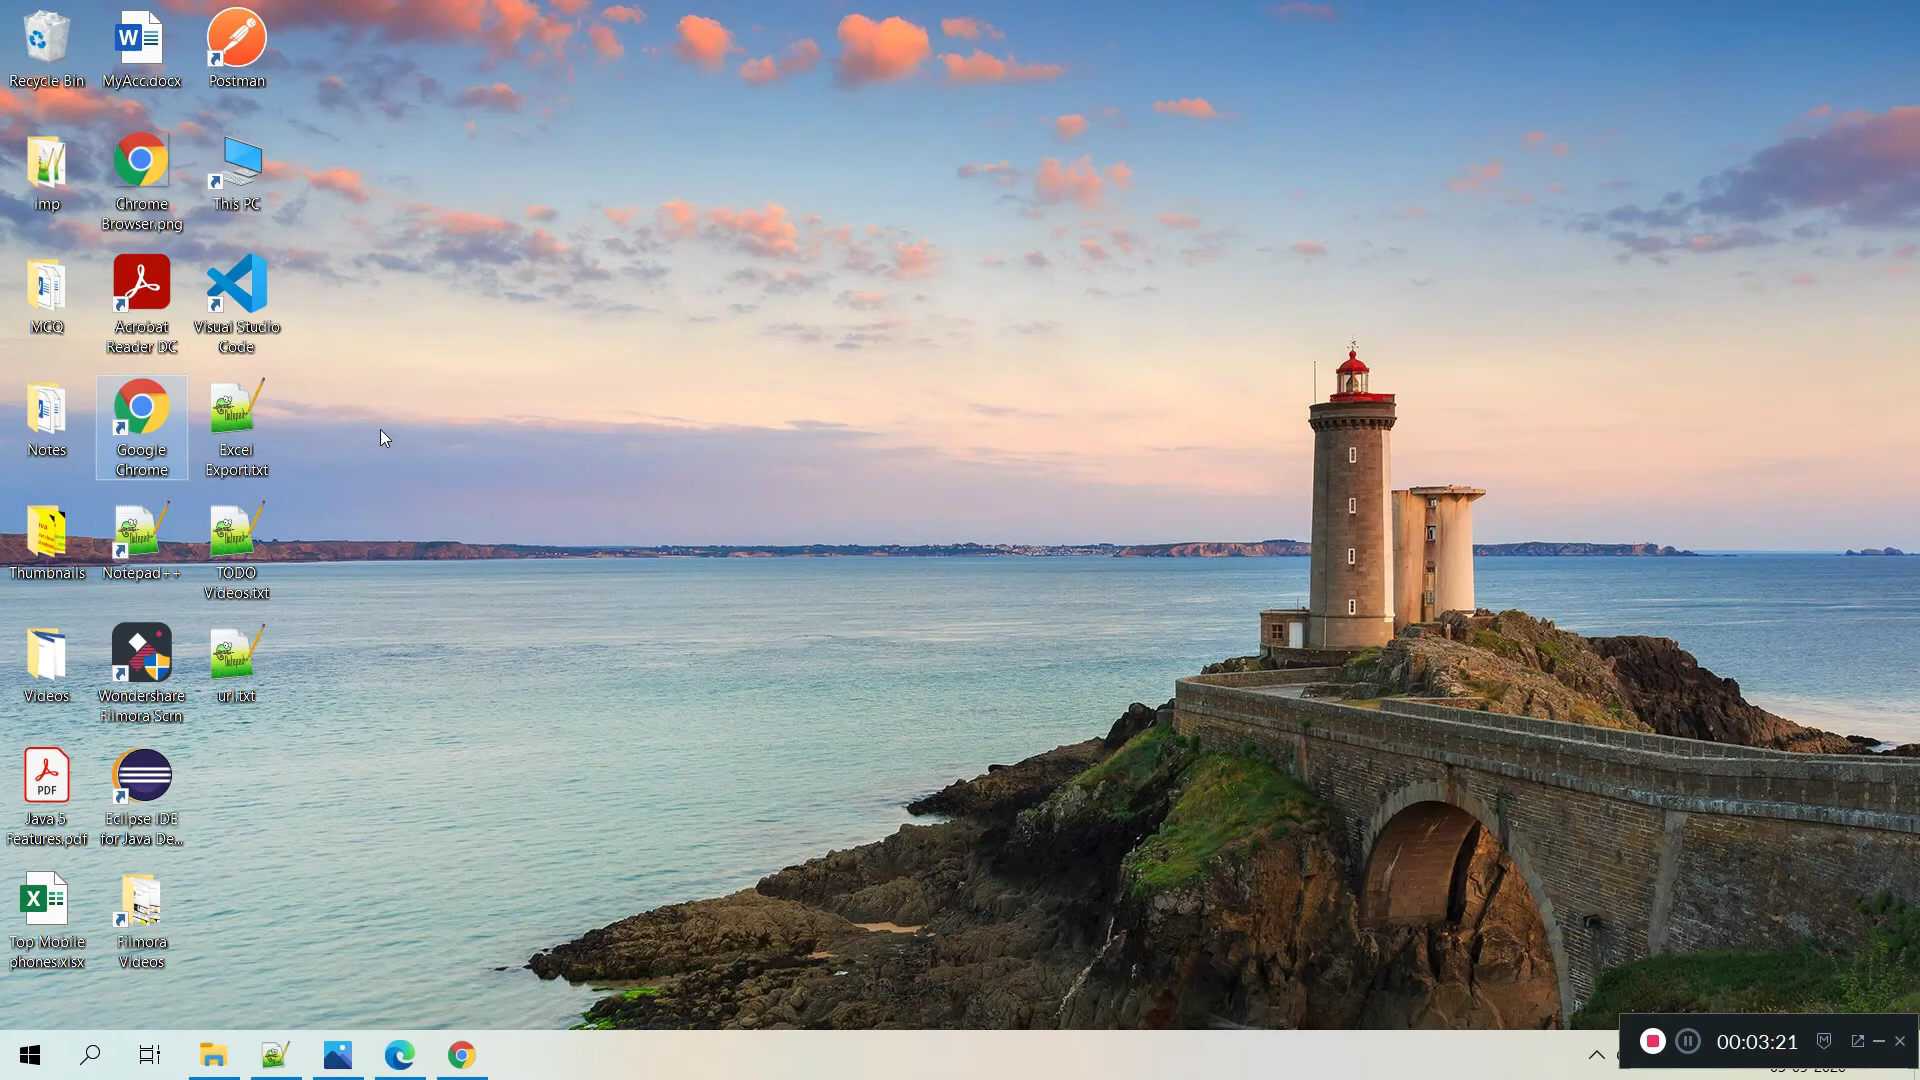 Recycle Bin
MyAcc.docx
Postman
imp
Chrome
Browser.png
This PC
MCQ
Acrobat
Reader DC
Visual Studio
Code
Notes
Google
Chrome
Excel
Export.txt
Thumbnails
Notepad++
TODO
Videos.txt
Videos
Wondershare
Filmora Scrn
url.txt
PDF
Java 5
Features.pdf
Eclipse IDE
for Java De...
Top Mobile
phones.xlsx
Filmora
Videos
00:03:21